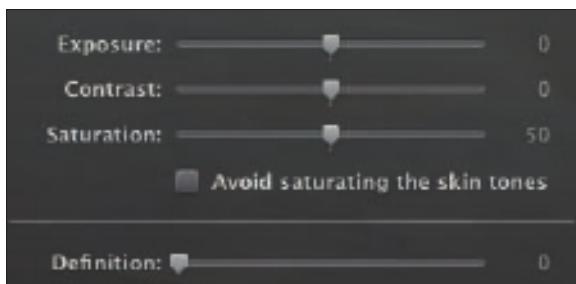 Exposure: 0
Contrast: 0
Saturation: 50
Avoid saturating the skin tones
Definition: 0